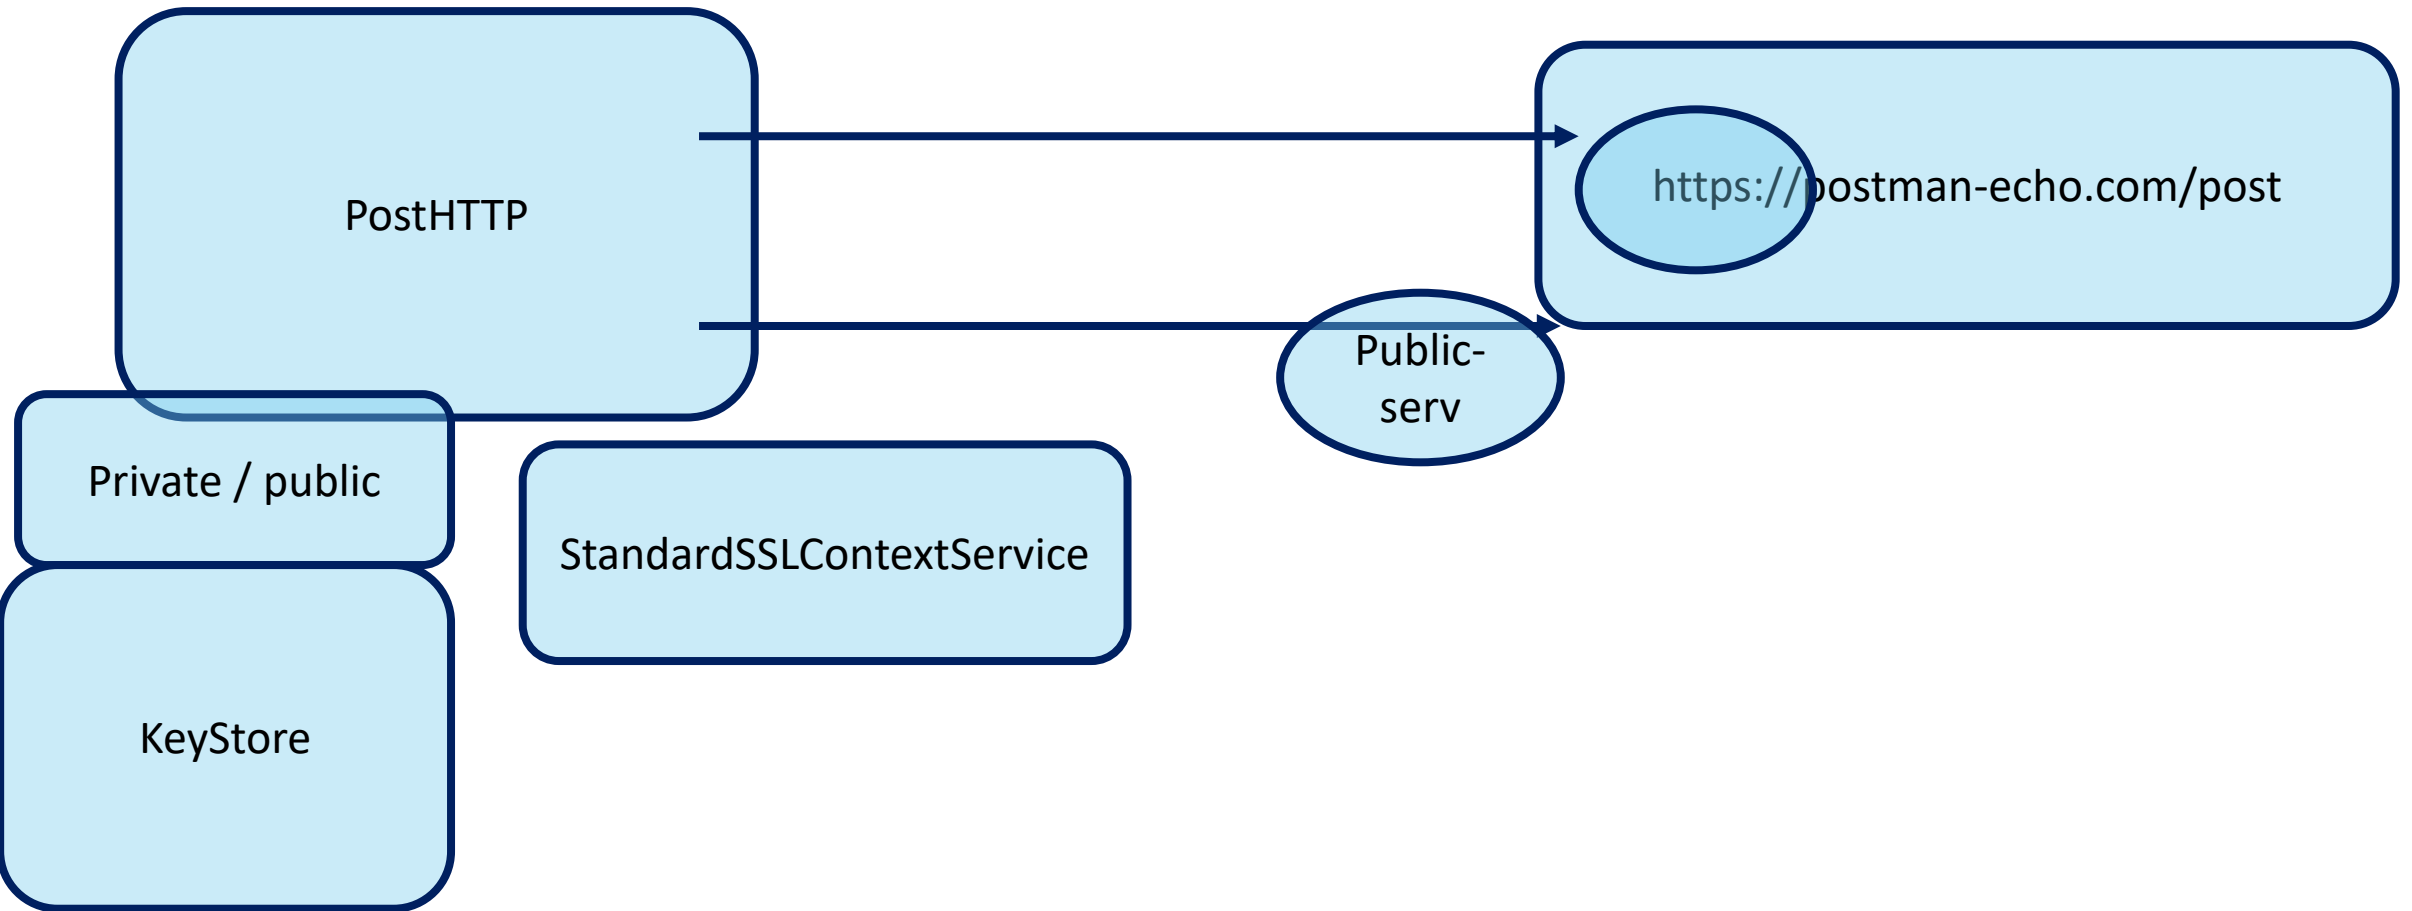 PostHTTP
https://postman-echo.com/post
Public-
serv
Private / public
StandardSSLContextService
KeyStore